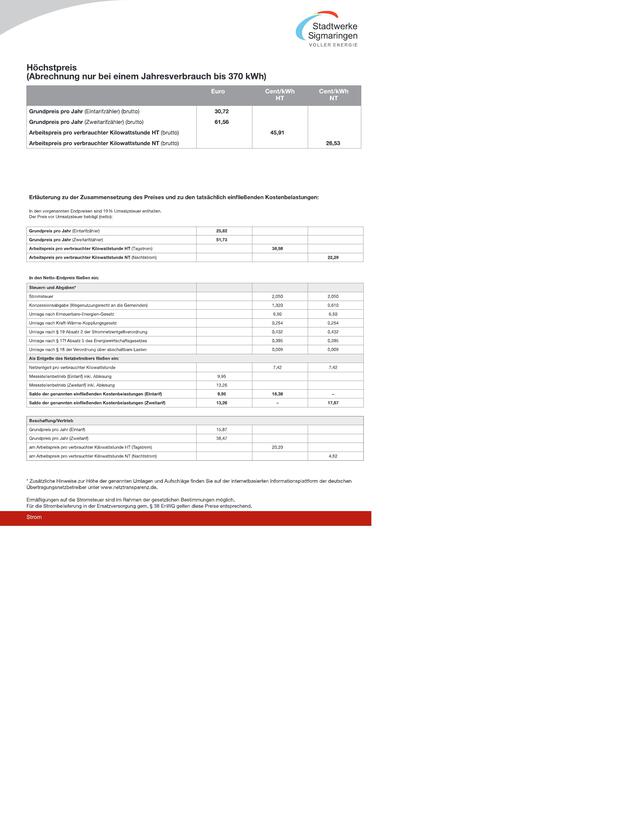 Stadtwerke
Sigmaringen
VOLLER ENERGIE
Höchstpreis
(Abrechnung nur bei einem Jahresverbrauch bis 370 kWh)
Euro Cent/kWh HT Cent/kWh NT
Grundpreis pro Jahr (Eintarifzähler) (brutto) 30,72
Grundpreis pro Jahr (Zweitarifzähler) (brutto) 61,56
Arbeitspreis pro verbrauchter Kilowattstunde HT (brutto) 45,91
Arbeitspreis pro verbrauchter Kilowattstunde NT (brutto) 26,53
Erläuterung zu der Zusammensetzung des Preises und zu den tatsächlich einfließenden Kostenbelastungen:
In den vorgenannten Endpreisen sind 19 % Umsatzsteuer enthalten.
Der Preis vor Umsatzsteuer beträgt (netto):
Grundpreis pro Jahr (Eintarifzähler) 25,82
Grundpreis pro Jahr (Zweitarifzähler) 51,73
Arbeitspreis pro verbrauchter Kilowattstunde HT (Tagstrom) 38,58
Arbeitspreis pro verbrauchter Kilowattstunde NT (Nachtstrom) 22,29
In den Netto-Endpreis fließen ein:
Steuern und Abgaben*
Stromsteuer 2,050 2,050
Konzessionsabgabe (Wegenutzungsrecht an die Gemeinden) 1,320 0,610
Umlage nach Erneuerbare-Energien-Gesetz 6,50 6,50
Umlage nach Kraft-Wärme-Kopplungsgesetz 0,254 0,254
Umlage nach § 19 Absatz 2 der Stromnetzentgeltverordnung 0,432 0,432
Umlage nach § 17f Absatz 5 des Energiewirtschaftsgesetzes 0,395 0,395
Umlage nach § 18 der Verordnung über abschaltbare Lasten 0,009 0,009
Als Entgelte des Netzbetreibers fließen ein:
Netzentgelt pro verbrauchter Kilowattstunde 7,42 7,42
Messstellenbetrieb (Eintarif) inkl. Ablesung 9,95
Messstellenbetrieb (Zweitarif) inkl. Ablesung 13,26
Saldo der genannten einfließenden Kostenbelastungen (Eintarif) 9,95 18,38 –
Saldo der genannten einfließenden Kostenbelastungen (Zweitarif) 13,26 – 17,67
Beschaffung/Vertrieb
Grundpreis pro Jahr (Eintarif) 15,87
Grundpreis pro Jahr (Zweitarif) 38,47
am Arbeitspreis pro verbrauchter Kilowattstunde HT (Tagstrom) 20,20
am Arbeitspreis pro verbrauchter Kilowattstunde NT (Nachtstrom) 4,62
* Zusätzliche Hinweise zur Höhe der genannten Umlagen und Aufschläge finden Sie auf der internetbasierten Informationsplattform der deutschen
Übertragungsnetzbetreiber unter www.netztransparenz.de.
Ermäßigungen auf die Stromsteuer sind im Rahmen der gesetzlichen Bestimmungen möglich.
Für die Strombelieferung in der Ersatzversorgung gem. § 38 EnWG gelten diese Preise entsprechend.
Strom